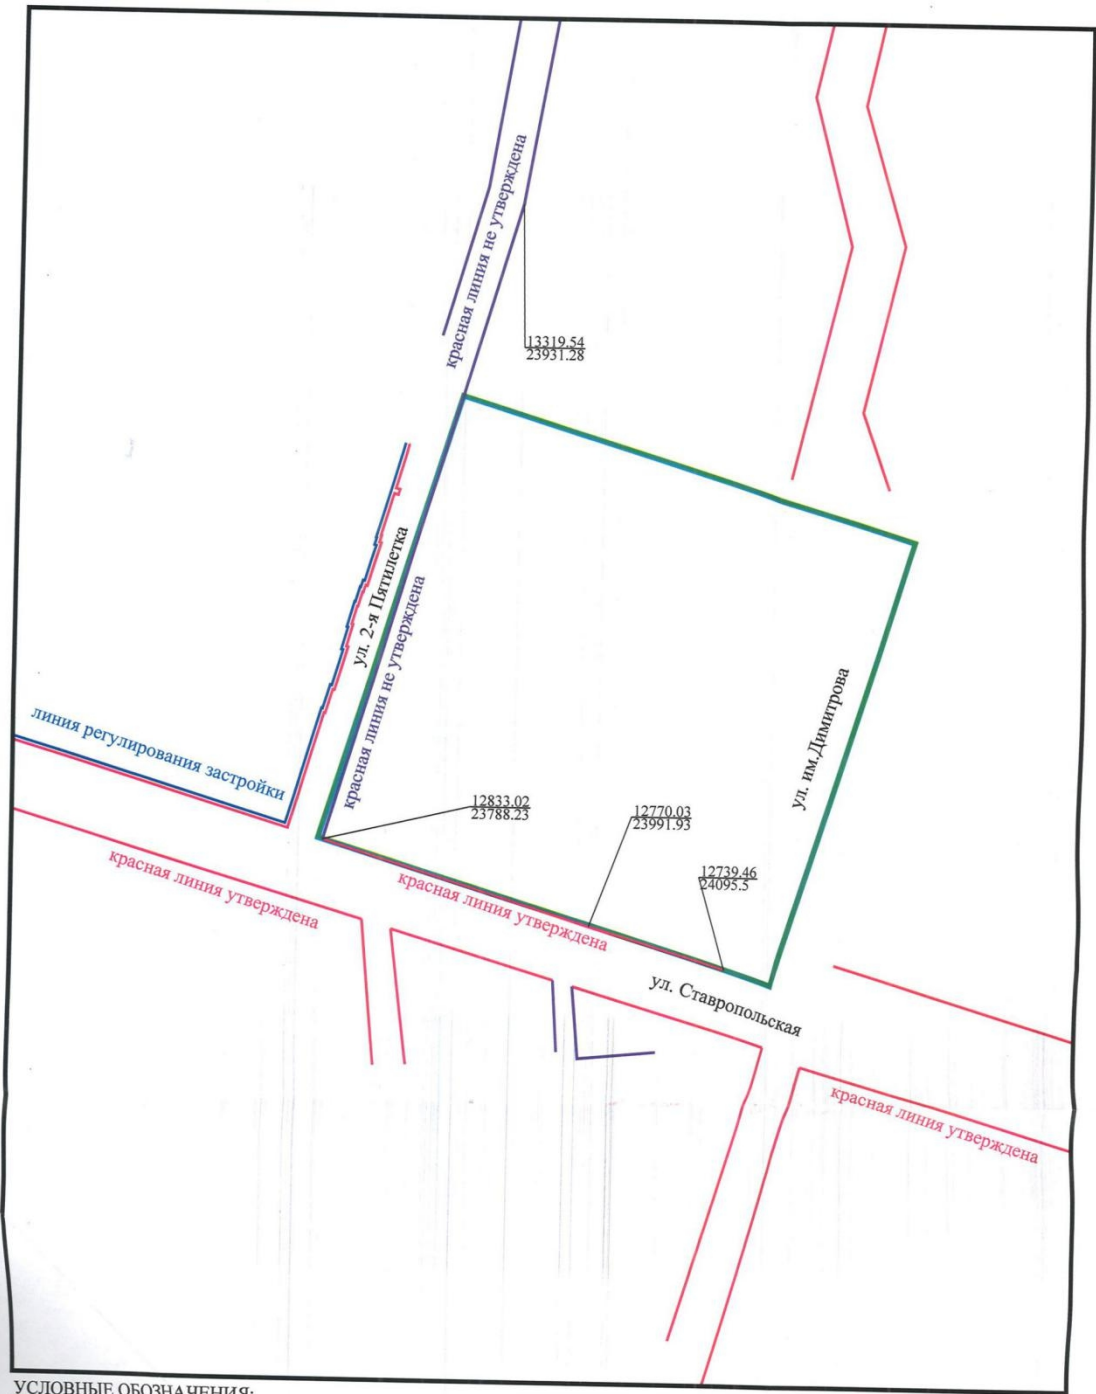 красная линия не утверждена
13319.54
23931.28
ул. 2-я Пятилетка
красная линия не утверждена
ул. им.Димитрова
линия регулирования застройки
12833.02
23788.23
12770.03
23991.93
12739.46
24095.5
красная линия утверждена
красная линия утверждена
ул. Ставропольская
красная линия утверждена
УСЛОВНЫЕ ОБОЗНАЧЕНИЯ: